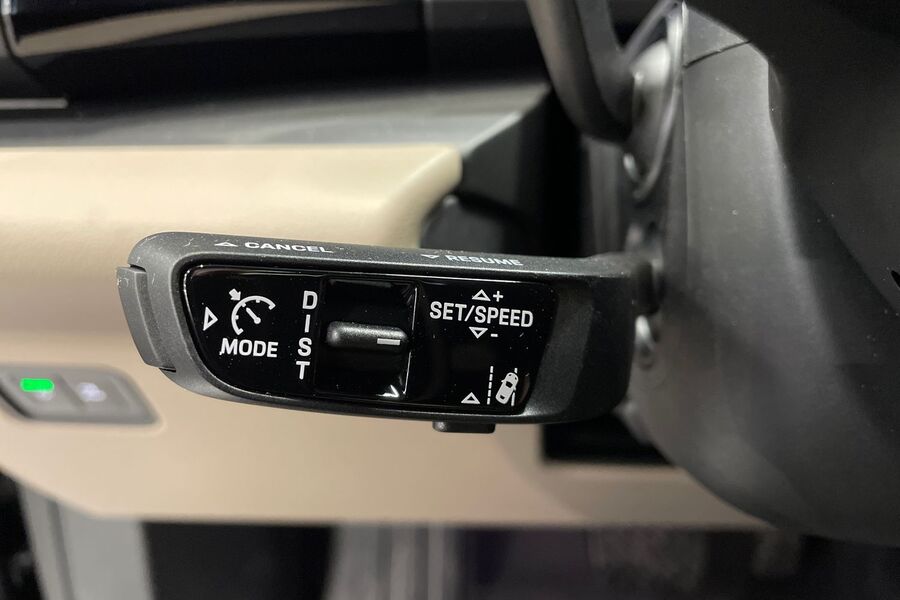 CANCEL
RESUME
MODE
DIST
+
SET/SPEED
-